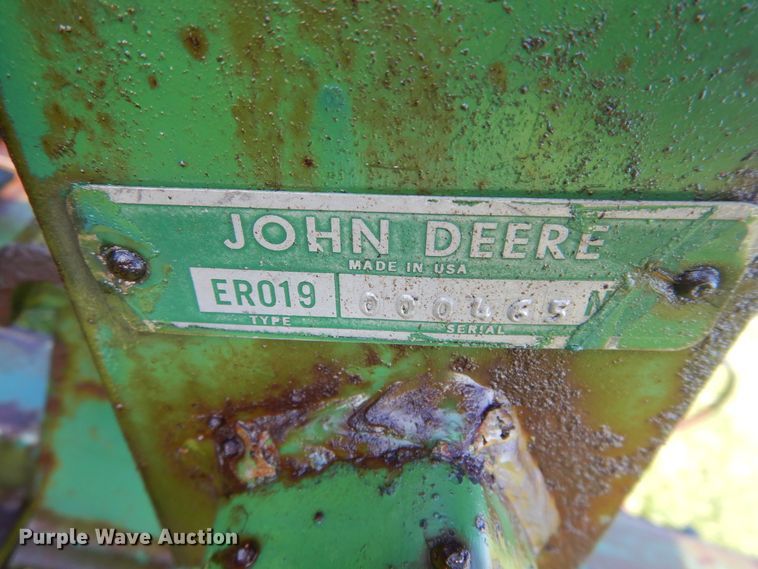 JOHN DEERE
MADE IN USA
ER019 N
TYPE SERIAL
Purple Wave Auction